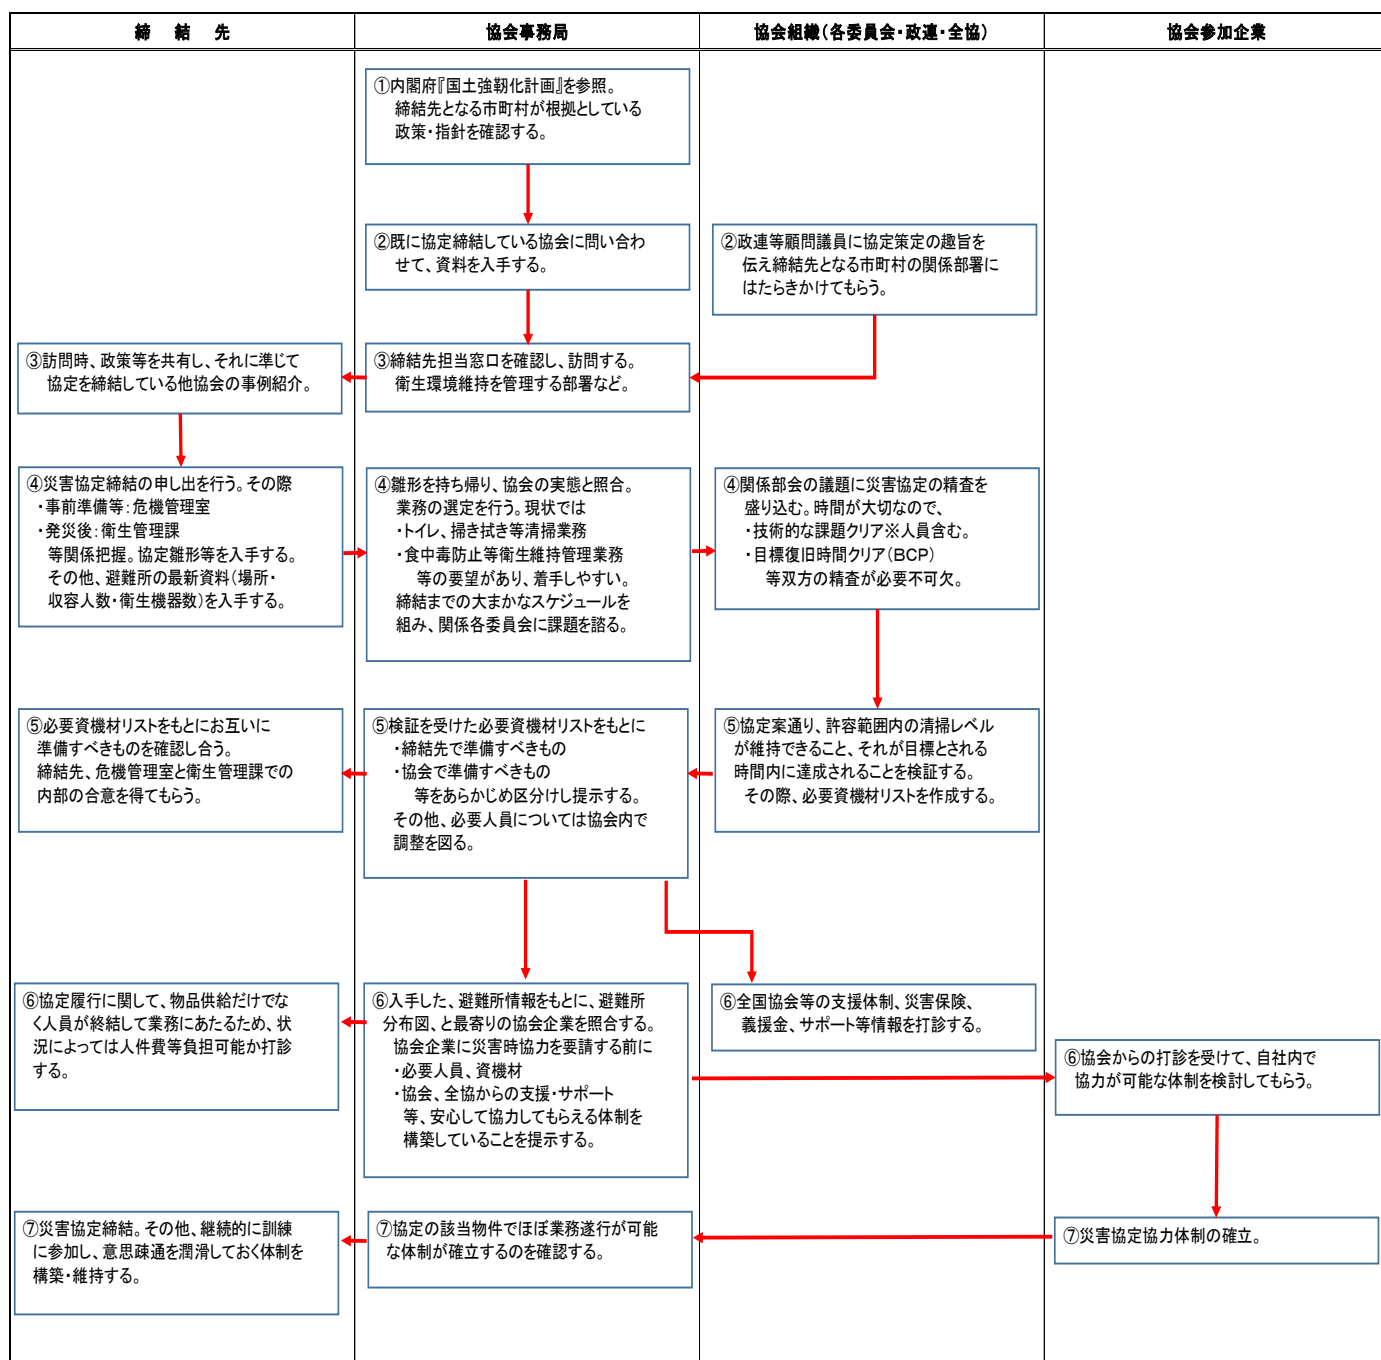 締　結　先
協会事務局
協会組織(各委員会・政連・全協)
協会参加企業
①内閣府『国土強靭化計画』を参照。
締結先となる市町村が根拠としている
政策・指針を確認する。
②既に協定締結している協会に問い合わ
せて、資料を入手する。
②政連等顧問議員に協定策定の趣旨を
伝え締結先となる市町村の関係部署に
はたらきかけてもらう。
③訪問時、政策等を共有し、それに準じて
協定を締結している他協会の事例紹介。
③締結先担当窓口を確認し、訪問する。
衛生環境維持を管理する部署など。
④災害協定締結の申し出を行う。その際
・事前準備等:危機管理室
・発災後:衛生管理課
等関係把握。協定雛形等を入手する。
その他、避難所の最新資料(場所・
収容人数・衛生機器数)を入手する。
④雛形を持ち帰り、協会の実態と照合。
業務の選定を行う。現状では
・トイレ、掃き拭き等清掃業務
・食中毒防止等衛生維持管理業務
等の要望があり、着手しやすい。
締結までの大まかなスケジュールを
組み、関係各委員会に課題を諮る。
④関係部会の議題に災害協定の精査を
盛り込む。時間が大切なので、
・技術的な課題クリア※人員含む。
・目標復旧時間クリア(BCP)
等双方の精査が必要不可欠。
⑤必要資機材リストをもとにお互いに
準備すべきものを確認し合う。
締結先、危機管理室と衛生管理課での
内部の合意を得てもらう。
⑤検証を受けた必要資機材リストをもとに
・締結先で準備すべきもの
・協会で準備すべきもの
等をあらかじめ区分けし提示する。
その他、必要人員については協会内で
調整を図る。
⑤協定案通り、許容範囲内の清掃レベル
が維持できること、それが目標とされる
時間内に達成されることを検証する。
その際、必要資機材リストを作成する。
⑥協定履行に関して、物品供給だけでな
く人員が終結して業務にあたるため、状
況によっては人件費等負担可能か打診
する。
⑥入手した、避難所情報をもとに、避難所
分布図、と最寄りの協会企業を照合する。
協会企業に災害時協力を要請する前に
・必要人員、資機材
・協会、全協からの支援・サポート
等、安心して協力してもらえる体制を
構築していることを提示する。
⑥全国協会等の支援体制、災害保険、
義援金、サポート等情報を打診する。
⑥協会からの打診を受けて、自社内で
協力が可能な体制を検討してもらう。
⑦災害協定締結。その他、継続的に訓練
に参加し、意思疎通を潤滑しておく体制を
構築・維持する。
⑦協定の該当物件でほぼ業務遂行が可能
な体制が確立するのを確認する。
⑦災害協定協力体制の確立。